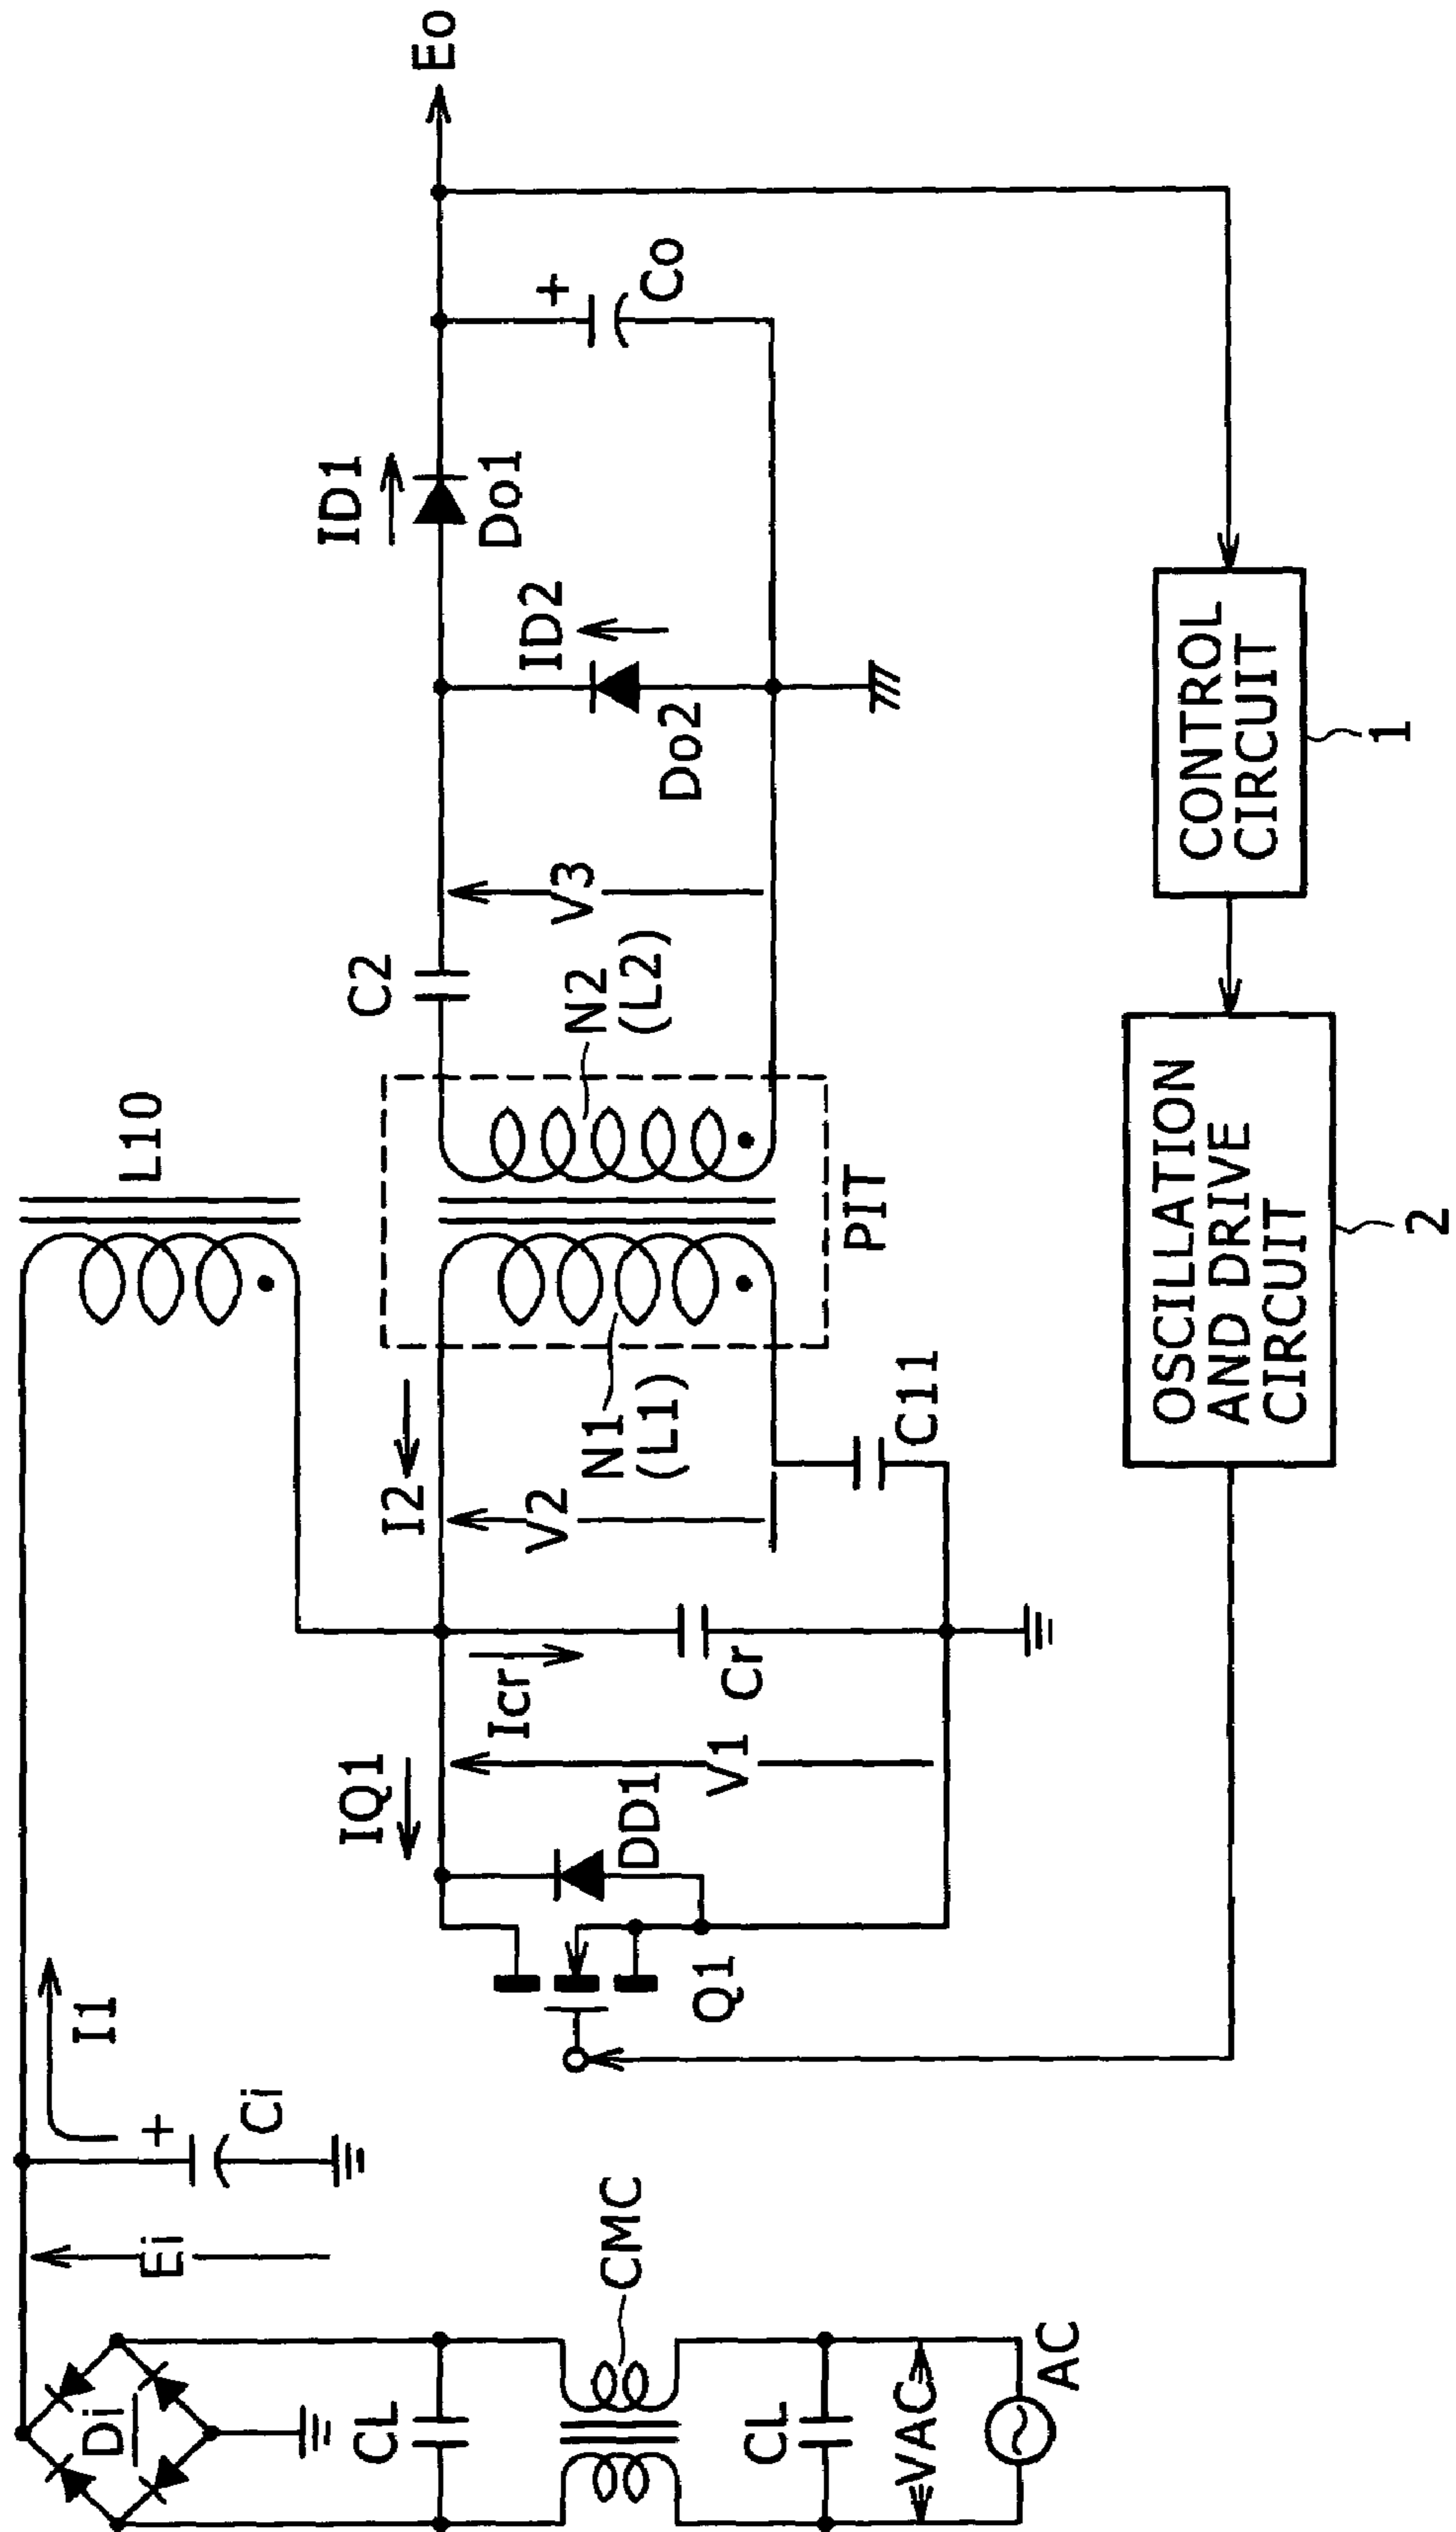 Eo
Co
+
ID1
Do1
ID2
Do2
V3
C2
N2
(L2)
L10
PIT
N1
(L1)
I2
V2
C11
Icr
Cr
IQ1
V1
DD1
Q1
I1
+
Ci
Ei
Di
CL
CMC
CL
VAC
AC
CONTROL
CIRCUIT
1
OSCILLATION
AND DRIVE
CIRCUIT
2